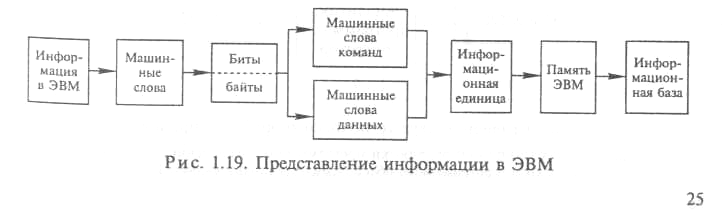 Инфор-
мация
в ЭВМ
Машин-
ные
слова
Биты
байты
Машинные
слова
команд
Машинные
слова
данных
Инфор-
маци-
онная
единица
Память
ЭВМ
Инфор-
мацион-
ная база
Рис. 1.19. Представление информации в ЭВМ
25